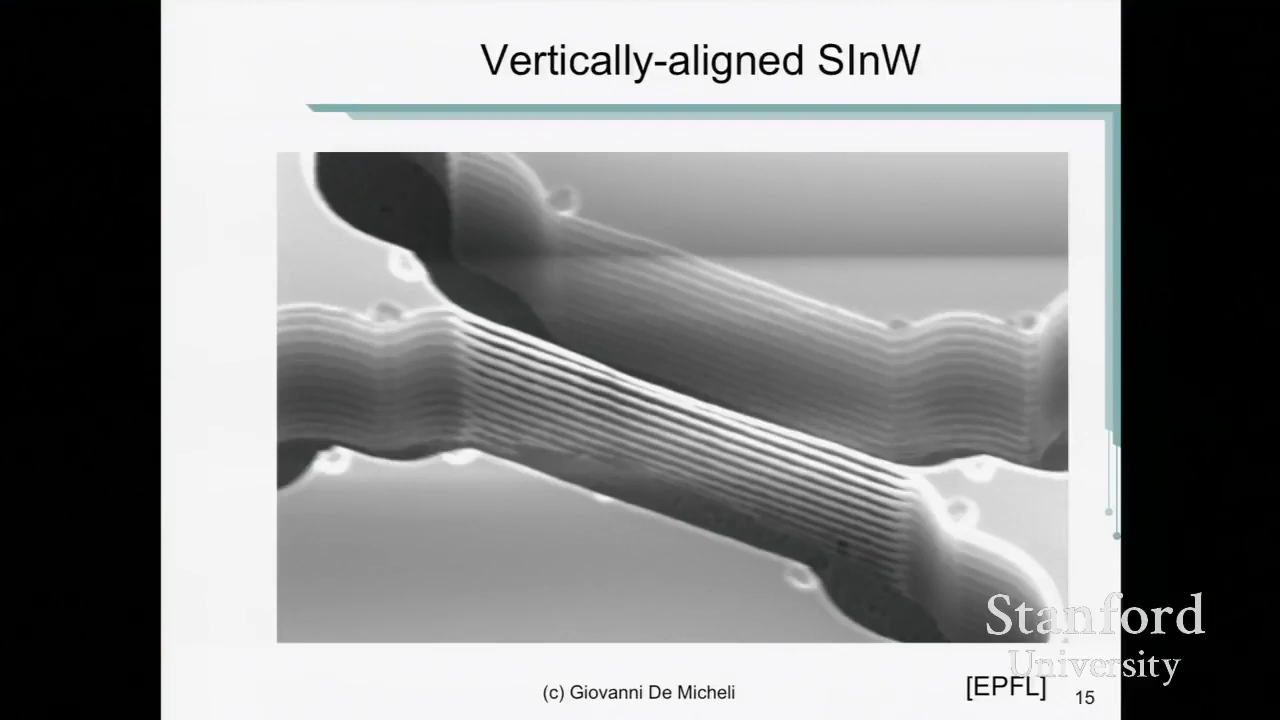 Vertically-aligned SInW
Stanford
University
(c) Giovanni De Micheli
[EPFL]
15